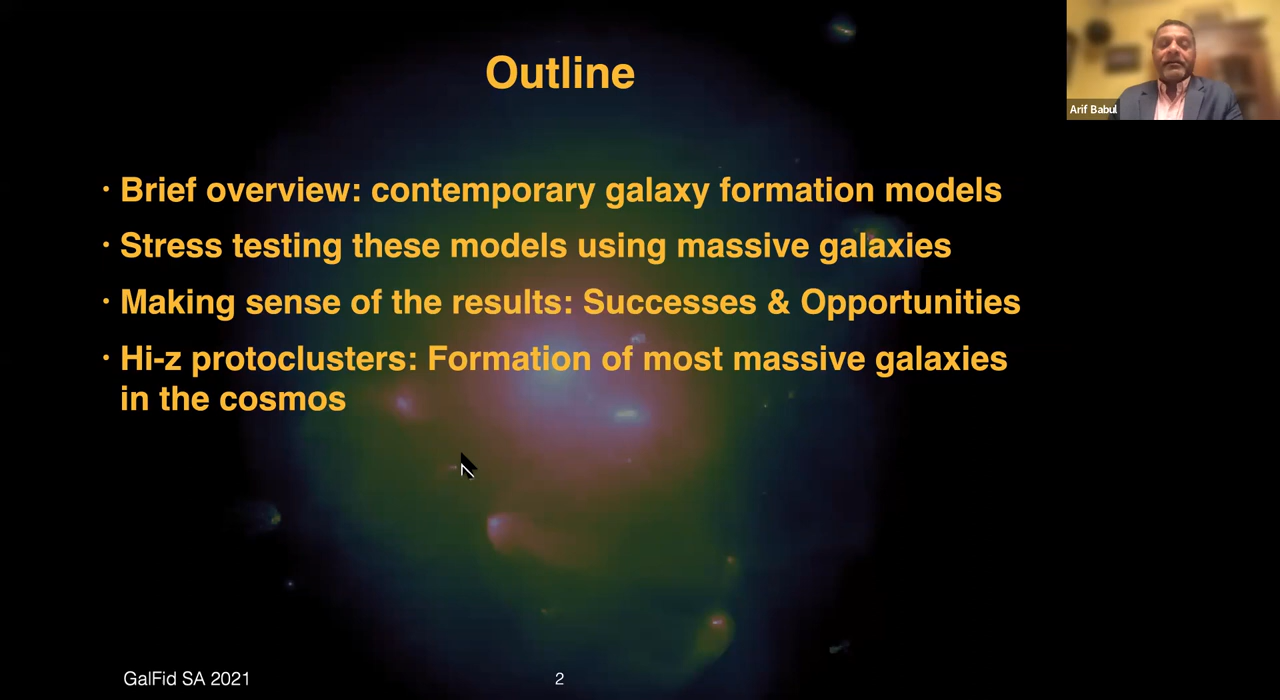 Outline
Arif Babul
· Brief overview: contemporary galaxy formation models
· Stress testing these models using massive galaxies
· Making sense of the results: Successes & Opportunities
· Hi-z protoclusters: Formation of most massive galaxies
in the cosmos
GalFid SA 2021
2